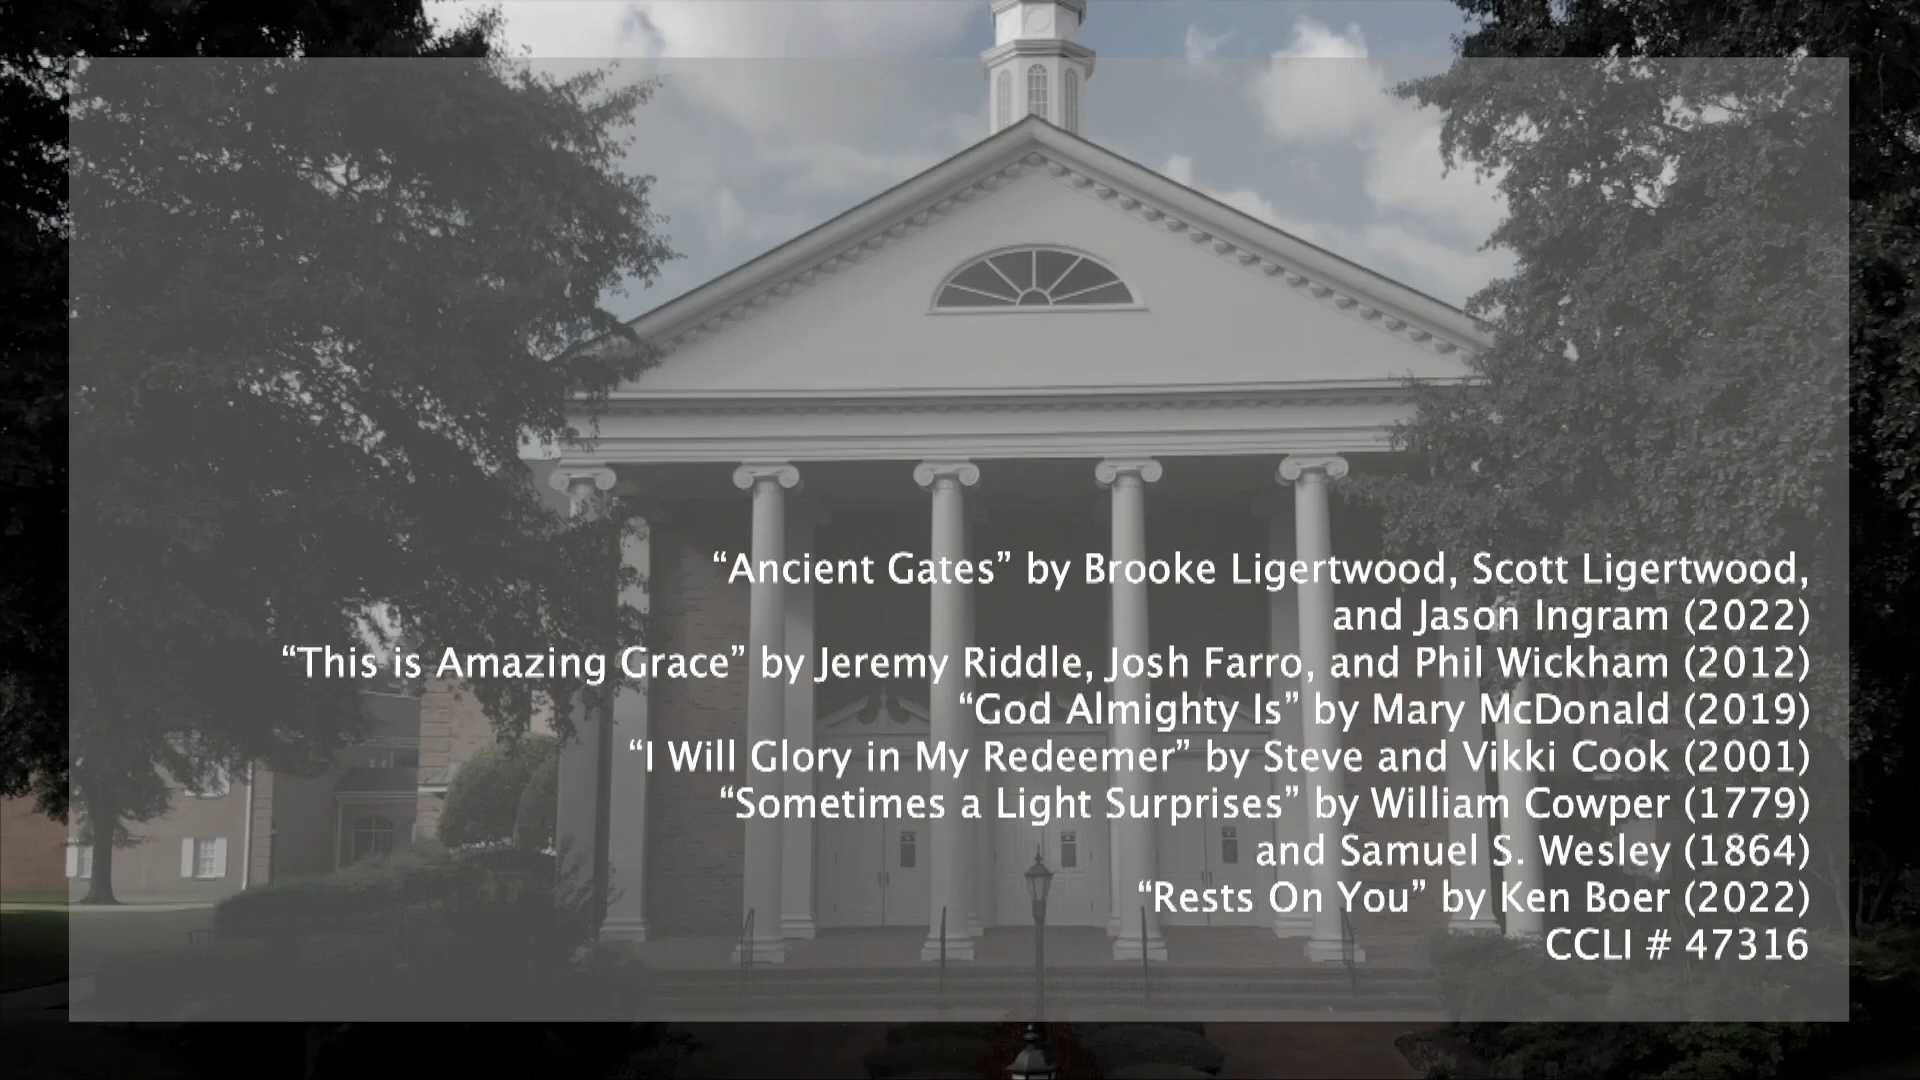 “Ancient Gates” by Brooke Ligertwood, Scott Ligertwood,
and Jason Ingram (2022)
“This is Amazing Grace” by Jeremy Riddle, Josh Farro, and Phil Wickham (2012)
“God Almighty Is” by Mary McDonald (2019)
“I Will Glory in My Redeemer” by Steve and Vikki Cook (2001)
“Sometimes a Light Surprises” by William Cowper (1779)
and Samuel S. Wesley (1864)
“Rests On You” by Ken Boer (2022)
CCLI # 47316